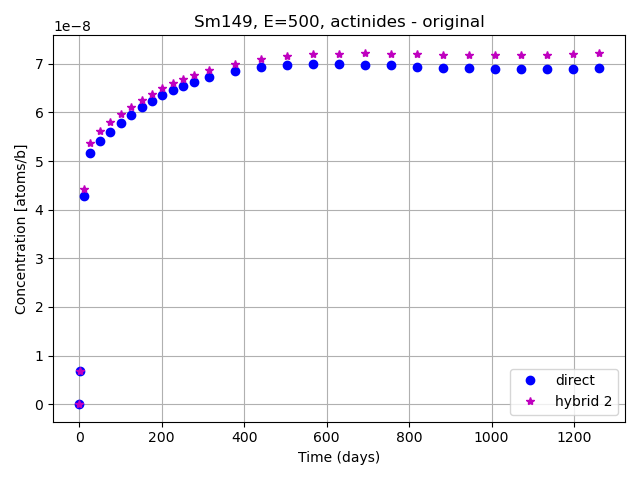 Sm149, E=500, actinides - original
1e−8
7
6
5
4
3
2
1
0
Concentration [atoms/b]
0 200 400 600 800 1000 1200
Time (days)
direct
hybrid 2